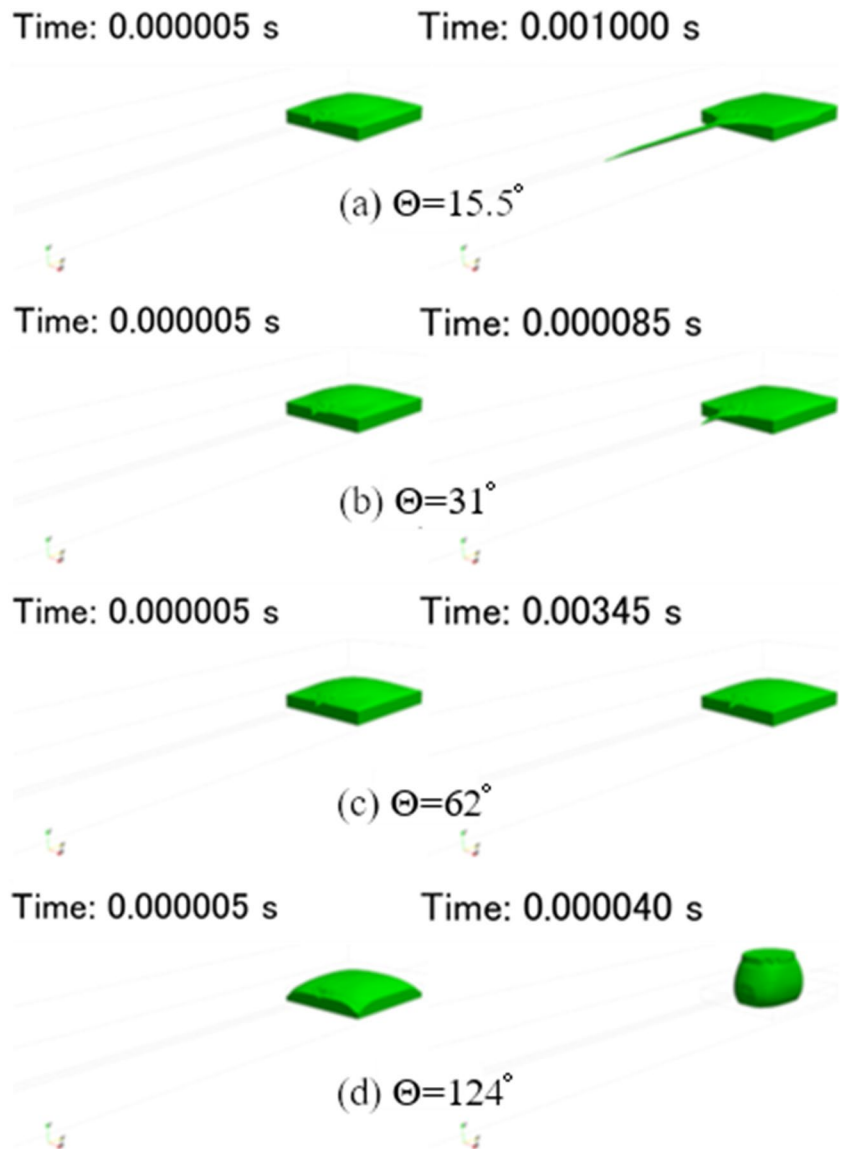 Time: 0.000005 s Time: 0.001000 s
(a) Θ=15.5°
Time: 0.000005 s Time: 0.000085 s
(b) Θ=31°
Time: 0.000005 s Time: 0.00345 s
(c) Θ=62°
Time: 0.000005 s Time: 0.000040 s
(d) Θ=124°